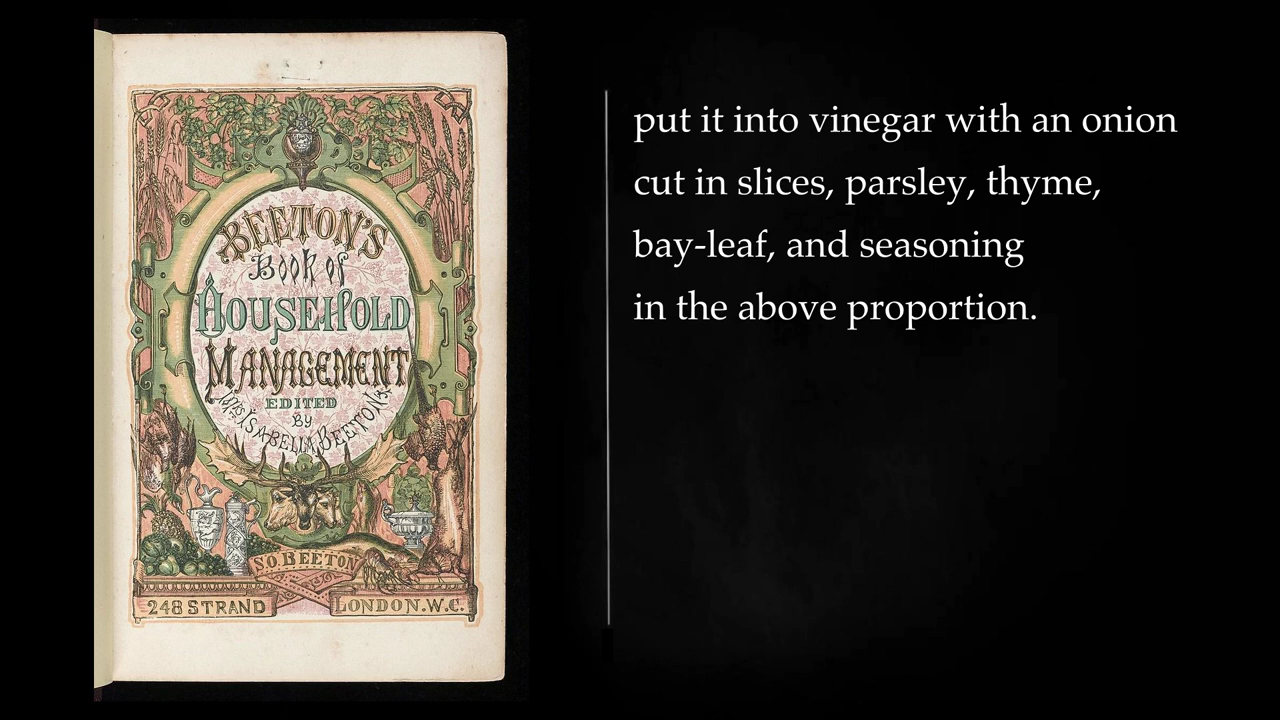 BEETON'S
Book of
HOUSEHOLD
MANAGEMENT
EDITED
BY
MRS ISABELLA BEETON
S.O. BEETON
248 STRAND
LONDON. W.C.
put it into vinegar with an onion
cut in slices, parsley, thyme,
bay-leaf, and seasoning
in the above proportion.